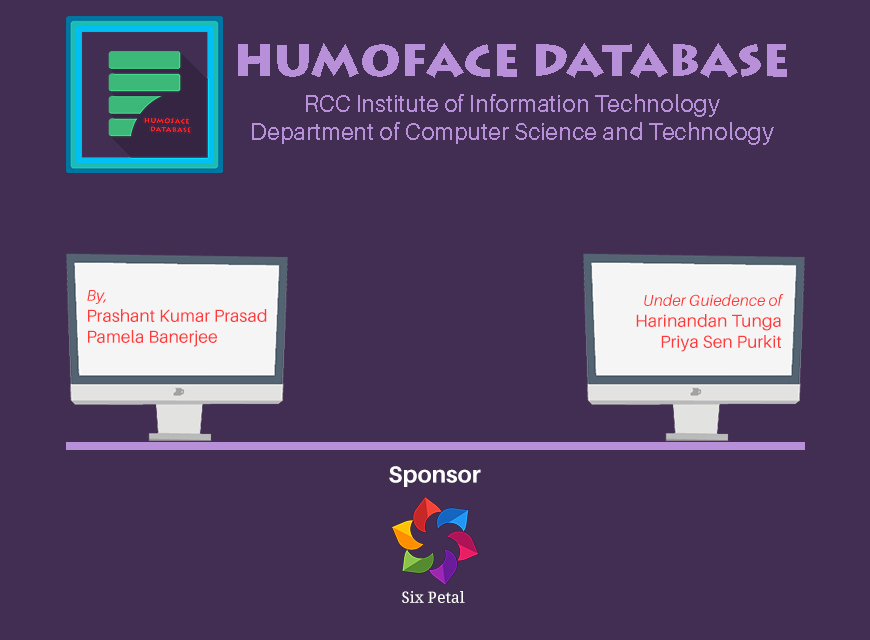 HUMOFACE DATABASE
RCC Institute of Information Technology
Department of Computer Science and Technology
HUMOSACE
DATABASE
By,
Prashant Kumar Prasad
Pamela Banerjee
Under Guiedence of
Harinandan Tunga
Priya Sen Purkit
Sponsor
Six Petal